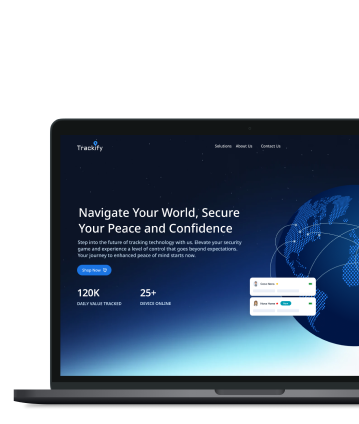 Trackify
Solutions About Us Contact Us
Navigate Your World, Secure
Your Peace and Confidence
Step into the future of tracking technology with us. Elevate your security
game and experience a level of control that goes beyond expectations.
Your journey to enhanced peace of mind starts now.
Shop Now
120K
25+
DAILY VALUE TRACKED
DEVICE ONLINE